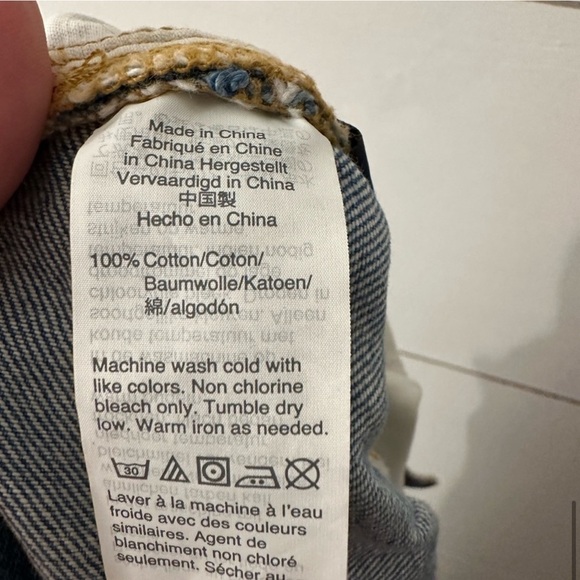 Made in China
Fabriqué en Chine
in China Hergestellt
Vervaardigd in China
中国製
Hecho en China
100% Cotton/Coton/
Baumwolle/Katoen/
綿/algodón
Machine wash cold with
like colors. Non chlorine
bleach only. Tumble dry
low. Warm iron as needed.
30
Laver à la machine à l'eau
froide avec des couleurs
similaires. Agent de
blanchiment non chloré
seulement. Sécher au